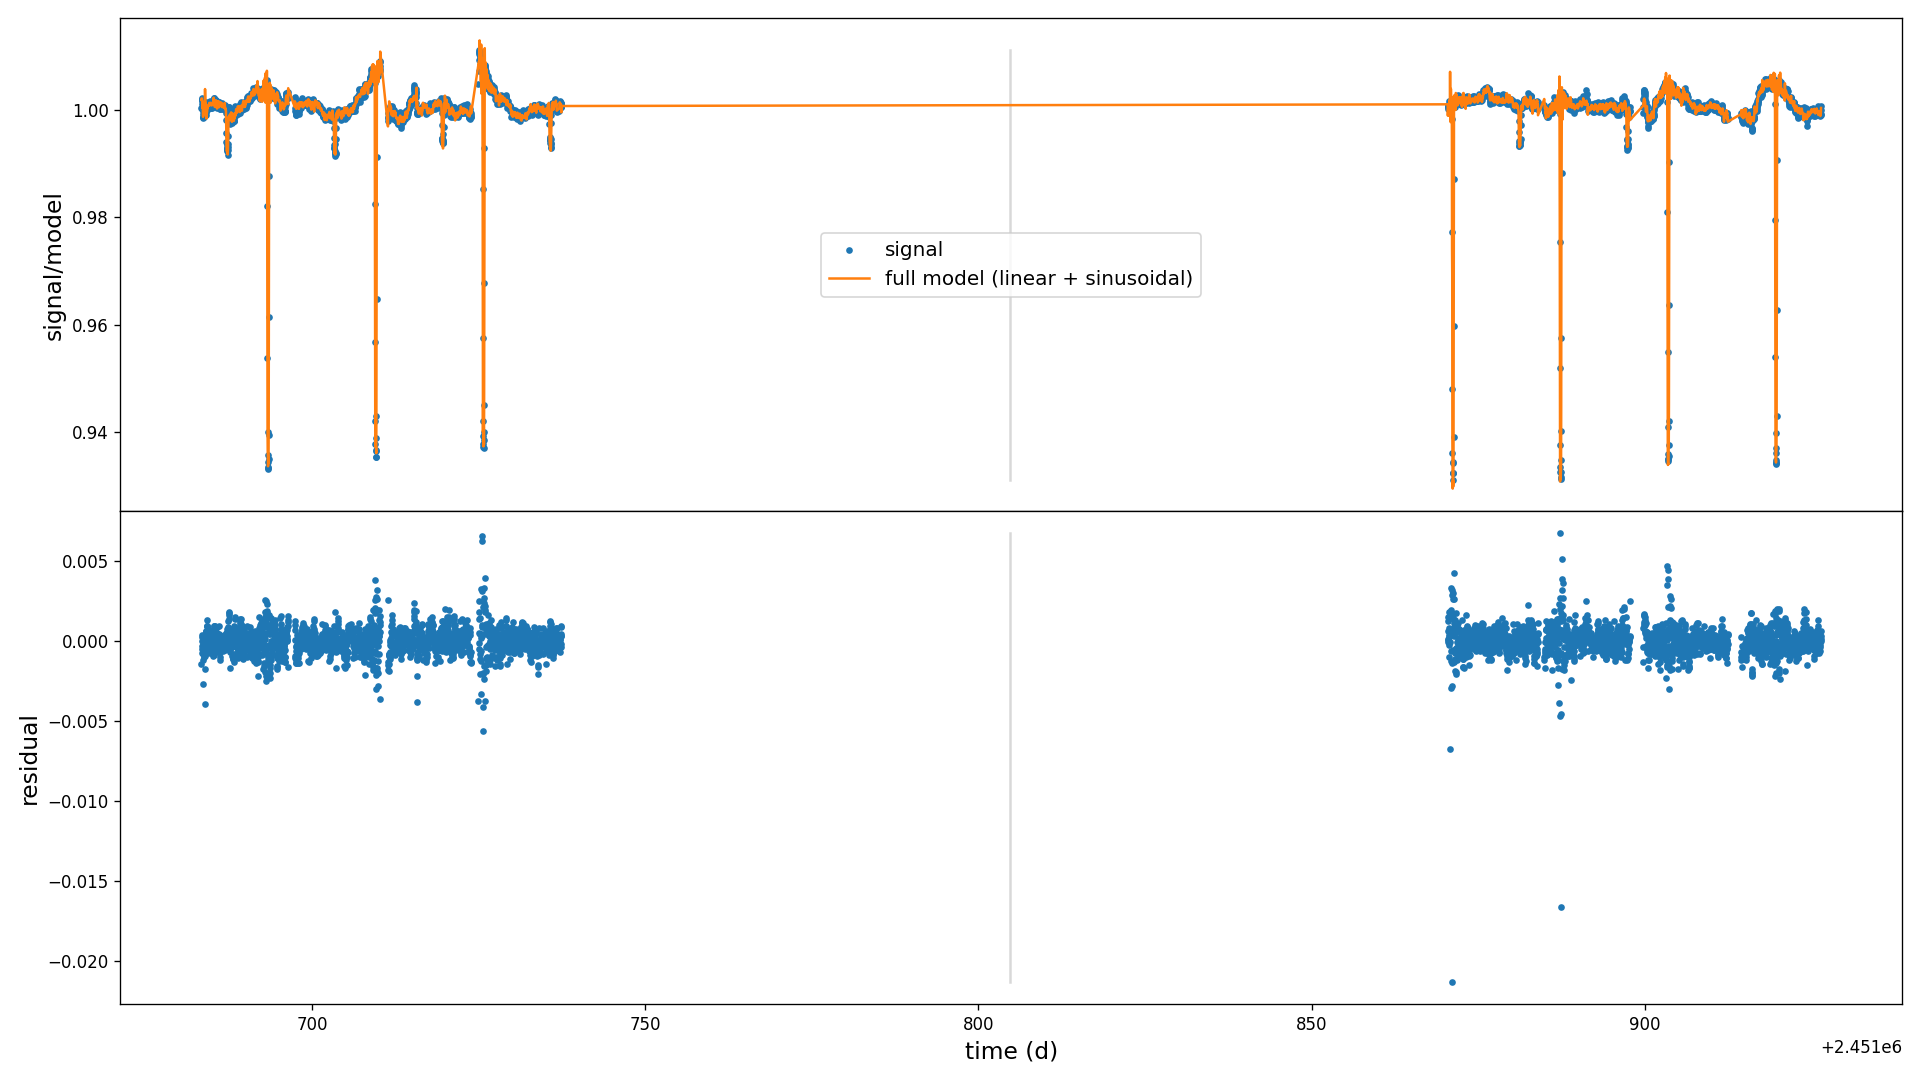 1.00
0.98
0.96
0.94
signal/model
signal
full model (linear + sinusoidal)
0.005
0.000
−0.005
−0.010
−0.015
−0.020
residual
700
750
800
850
900
time (d)
+2.451e6